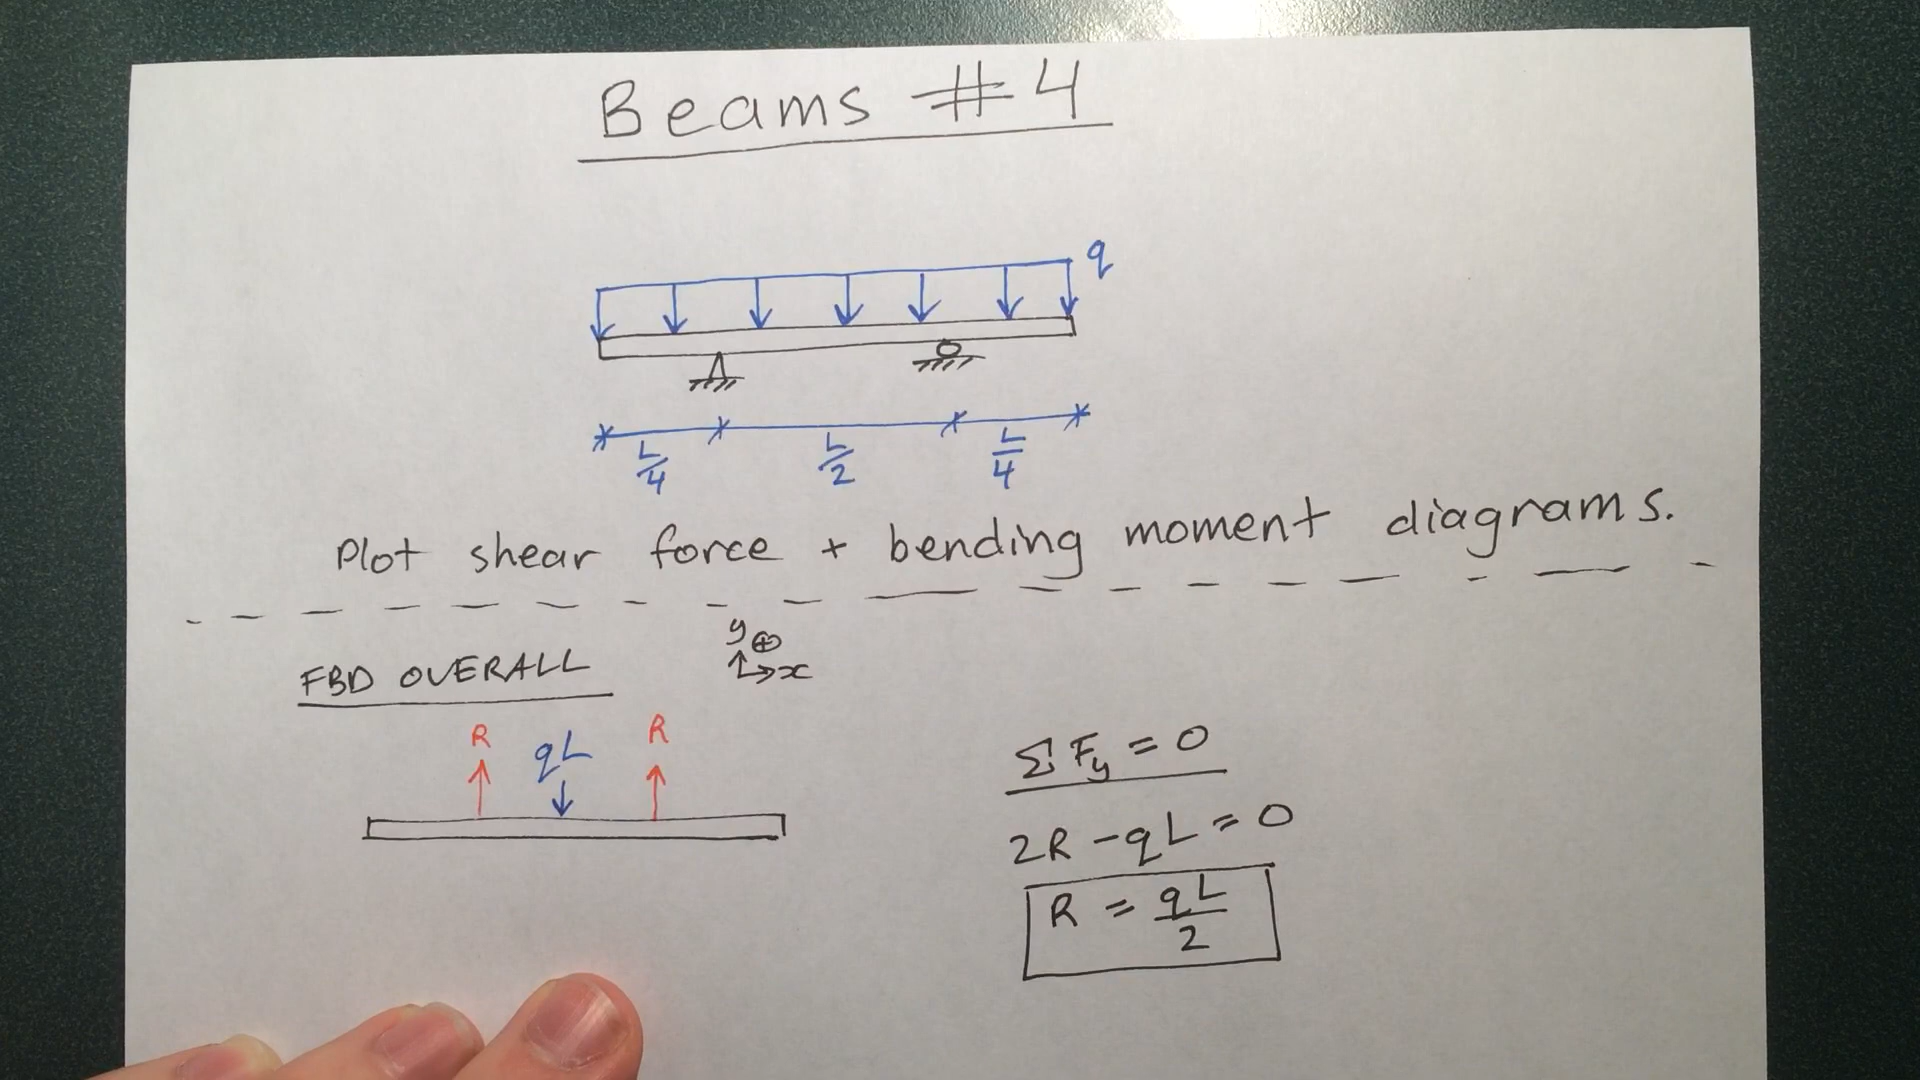 Beams #4
q
L/4 L/2 L/4
Plot shear force + bending moment diagrams.
y ⊕
x
FBD OVERALL
R qL R
ΣFy = 0
2R - qL = 0
R = qL/2